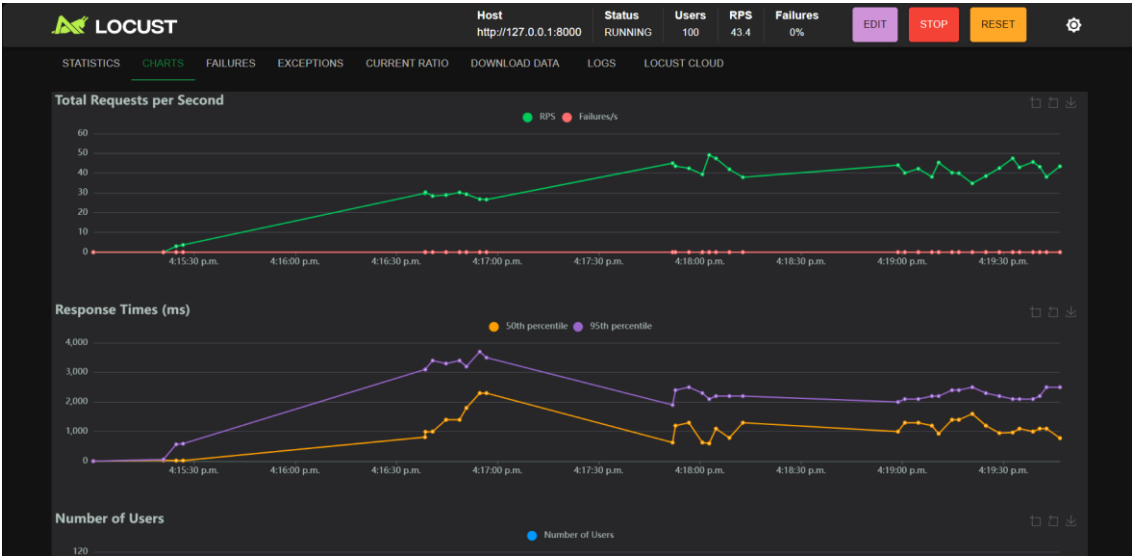 LOCUST
Host
http://127.0.0.1:8000
Status
RUNNING
Users
100
RPS
43.4
Failures
0%
EDIT
STOP
RESET
STATISTICS CHARTS FAILURES EXCEPTIONS CURRENT RATIO DOWNLOAD DATA LOGS LOCUST CLOUD
Total Requests per Second
RPS Failures/s
60
50
40
30
20
10
0
4:15:30 p.m. 4:16:00 p.m. 4:16:30 p.m. 4:17:00 p.m. 4:17:30 p.m. 4:18:00 p.m. 4:18:30 p.m. 4:19:00 p.m. 4:19:30 p.m.
Response Times (ms)
50th percentile 95th percentile
4,000
3,000
2,000
1,000
0
4:15:30 p.m. 4:16:00 p.m. 4:16:30 p.m. 4:17:00 p.m. 4:17:30 p.m. 4:18:00 p.m. 4:18:30 p.m. 4:19:00 p.m. 4:19:30 p.m.
Number of Users
Number of Users
120